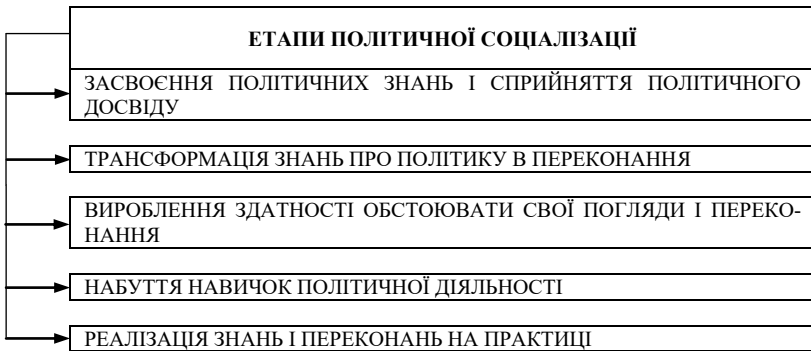 ЕТАПИ ПОЛІТИЧНОЇ СОЦІАЛІЗАЦІЇ
ЗАСВОЄННЯ ПОЛІТИЧНИХ ЗНАНЬ І СПРИЙНЯТТЯ ПОЛІТИЧНОГО
ДОСВІДУ
ТРАНСФОРМАЦІЯ ЗНАНЬ ПРО ПОЛІТИКУ В ПЕРЕКОНАННЯ
ВИРОБЛЕННЯ ЗДАТНОСТІ ОБСТОЮВАТИ СВОЇ ПОГЛЯДИ І ПЕРЕКО-
НАННЯ
НАБУТТЯ НАВИЧОК ПОЛІТИЧНОЇ ДІЯЛЬНОСТІ
РЕАЛІЗАЦІЯ ЗНАНЬ І ПЕРЕКОНАНЬ НА ПРАКТИЦІ